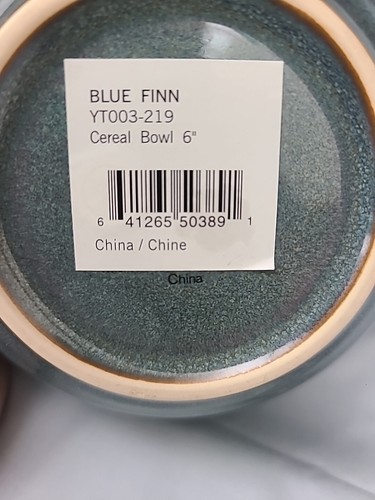 BLUE FINN
YT003-219
Cereal Bowl 6"
6 41265 50389 1
China / Chine
China